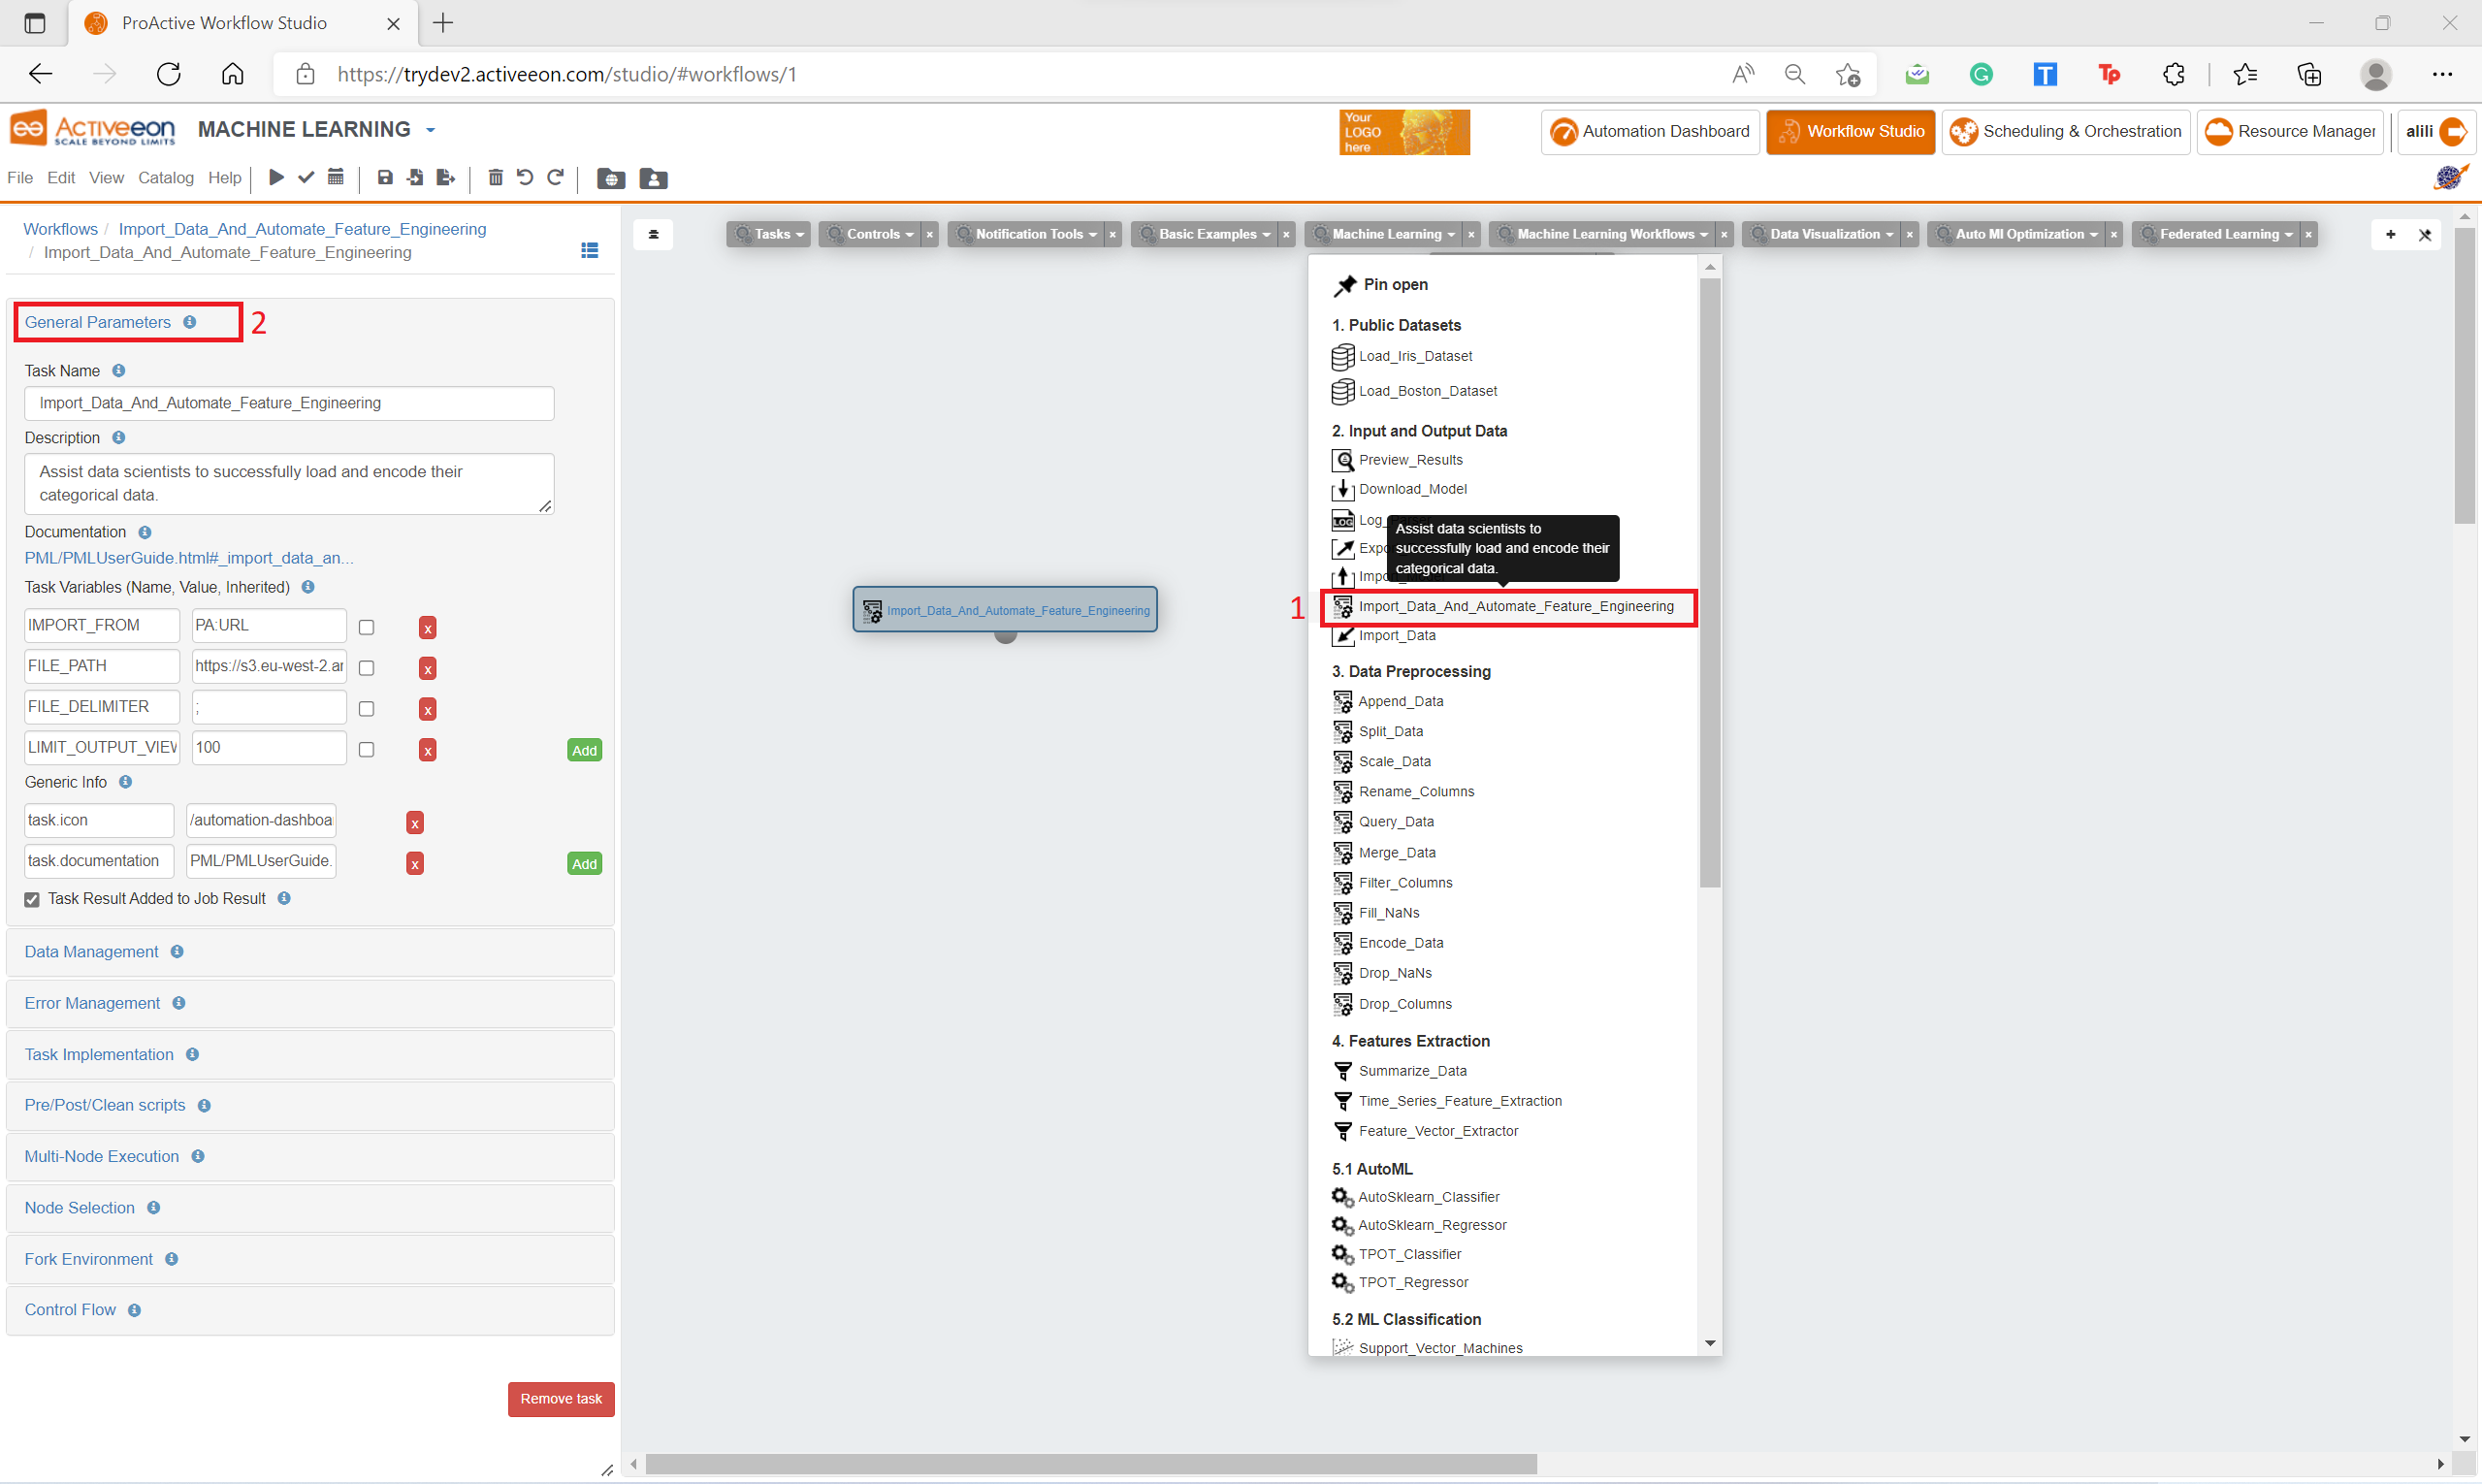 ProActive Workflow Studio
https://trydev2.activeeon.com/studio/#workflows/1
Activeeon
SCALE BEYOND LIMITS
MACHINE LEARNING
Your
LOGO
here
Automation Dashboard
Workflow Studio
Scheduling & Orchestration
Resource Manager
alili
File Edit View Catalog Help
Workflows / Import_Data_And_Automate_Feature_Engineering
/ Import_Data_And_Automate_Feature_Engineering
Tasks
Controls
Notification Tools
Basic Examples
Machine Learning
Machine Learning Workflows
Data Visualization
Auto Ml Optimization
Federated Learning
General Parameters
2
Task Name
Import_Data_And_Automate_Feature_Engineering
Description
Assist data scientists to successfully load and encode their
categorical data.
Documentation
PML/PMLUserGuide.html#_import_data_an...
Task Variables (Name, Value, Inherited)
IMPORT_FROM PA:URL x
FILE_PATH https://s3.eu-west-2.ar x
FILE_DELIMITER ; x
LIMIT_OUTPUT_VIEW 100 x Add
Generic Info
task.icon /automation-dashboa x
task.documentation PML/PMLUserGuide. x Add
Task Result Added to Job Result
Data Management
Error Management
Task Implementation
Pre/Post/Clean scripts
Multi-Node Execution
Node Selection
Fork Environment
Control Flow
Remove task
Import_Data_And_Automate_Feature_Engineering
Pin open
1. Public Datasets
Load_Iris_Dataset
Load_Boston_Dataset
2. Input and Output Data
Preview_Results
Download_Model
Assist data scientists to
successfully load and encode their
categorical data.
1
Import_Data_And_Automate_Feature_Engineering
Import_Data
3. Data Preprocessing
Append_Data
Split_Data
Scale_Data
Rename_Columns
Query_Data
Merge_Data
Filter_Columns
Fill_NaNs
Encode_Data
Drop_NaNs
Drop_Columns
4. Features Extraction
Summarize_Data
Time_Series_Feature_Extraction
Feature_Vector_Extractor
5.1 AutoML
AutoSklearn_Classifier
AutoSklearn_Regressor
TPOT_Classifier
TPOT_Regressor
5.2 ML Classification
Support_Vector_Machines